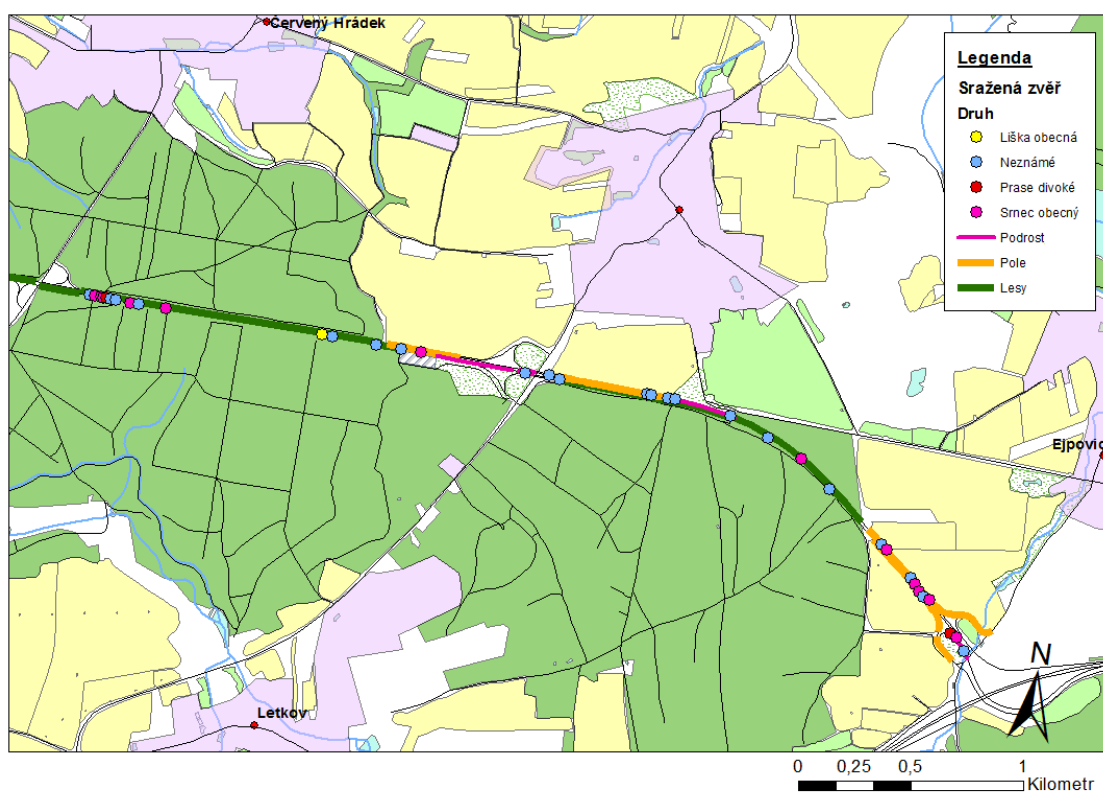 Červený Hrádek
Legenda
Sražená zvěř
Druh
Liška obecná
Neznámé
Prase divoké
Srnec obecný
Podrost
Pole
Lesy
Ejpovic
Letkov
N
0 0,25 0,5 1
Kilometr